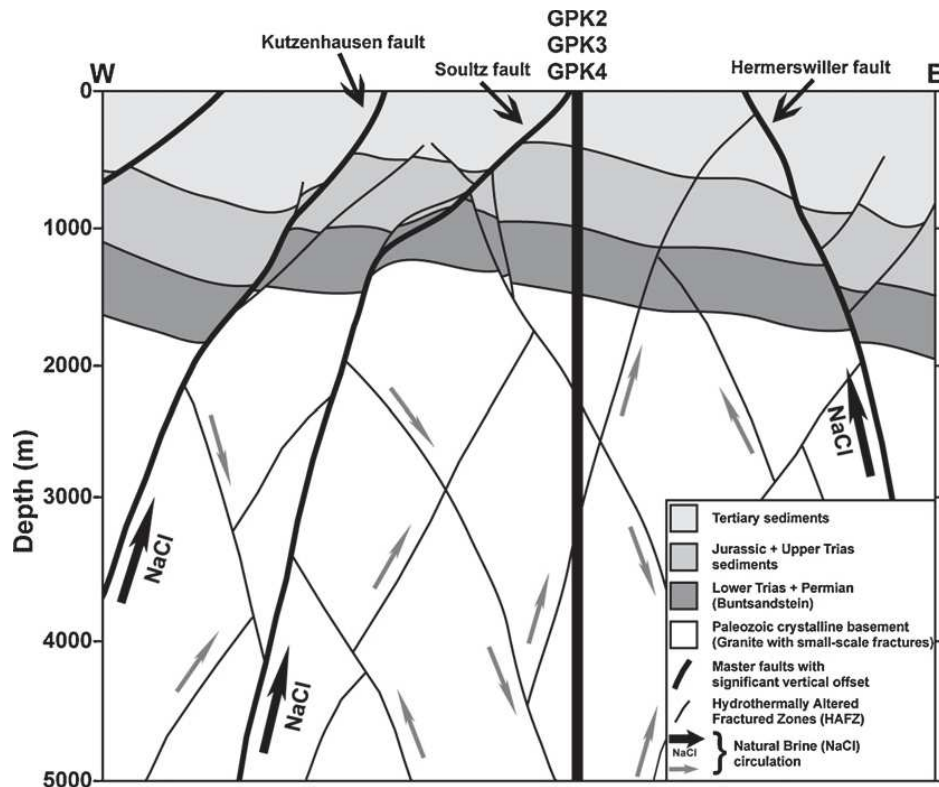 GPK2
GPK3
GPK4
Kutzenhausen fault
Soultz fault
Hermerswiller fault
W
E
0
1000
2000
3000
4000
5000
Depth (m)
NaCl
NaCl
NaCl
Tertiary sediments
Jurassic + Upper Trias
sediments
Lower Trias + Permian
(Buntsandstein)
Paleozoic crystalline basement
(Granite with small-scale fractures)
Master faults with
significant vertical offset
Hydrothermally Altered
Fractured Zones (HAFZ)
NaCl
Natural Brine (NaCl)
circulation